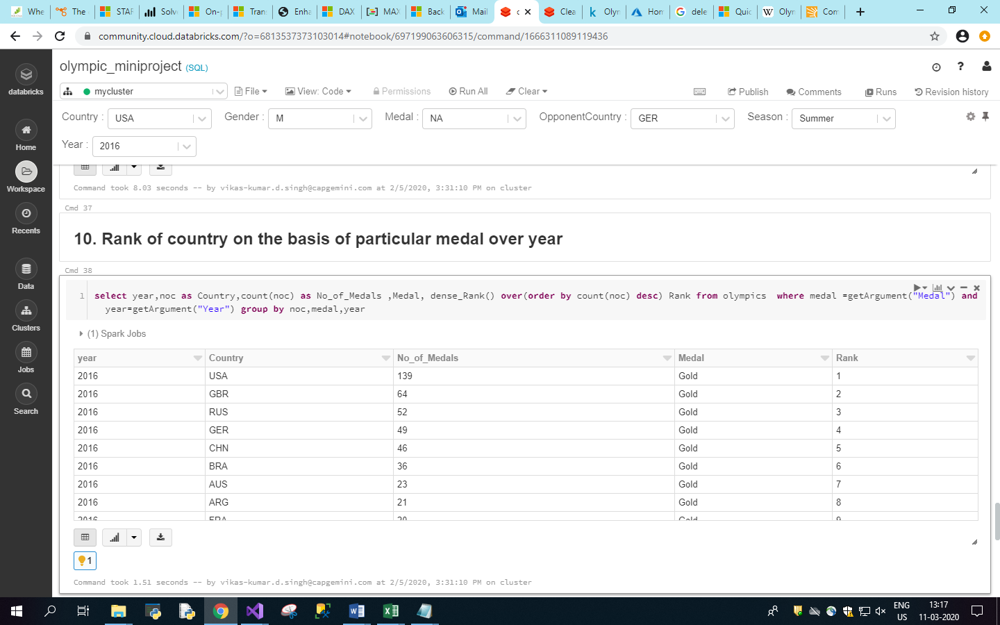 Whe
The
STAF
Solve
On-p
Tran
Enha
DAX
MAX
Back
Mail
c
Clea
Olyn
Hom
dele
Quic
Olyn
Com
community.cloud.databricks.com/?o=6813537373103014#notebook/697199063606315/command/1666311089119436
databricks
Home
Workspace
Recents
Data
Clusters
Jobs
Search
olympic_miniproject (SQL)
mycluster File View: Code Permissions Run All Clear Publish Comments Runs Revision history
Country : USA Gender : M Medal : NA OpponentCountry : GER Season : Summer
Year : 2016
Command took 8.03 seconds -- by vikas-kumar.d.singh@capgemini.com at 2/5/2020, 3:31:10 PM on cluster
Cmd 37
10. Rank of country on the basis of particular medal over year
Cmd 38
1 select year,noc as Country,count(noc) as No_of_Medals ,Medal, dense_Rank() over(order by count(noc) desc) Rank from olympics  where medal =getArgument("Medal") and
year=getArgument("Year") group by noc,medal,year
(1) Spark Jobs
year Country No_of_Medals Medal Rank
2016 USA 139 Gold 1
2016 GBR 64 Gold 2
2016 RUS 52 Gold 3
2016 GER 49 Gold 4
2016 CHN 46 Gold 5
2016 BRA 36 Gold 6
2016 AUS 23 Gold 7
2016 ARG 21 Gold 8
2016 FRA 20 Gold 9
1
Command took 1.51 seconds -- by vikas-kumar.d.singh@capgemini.com at 2/5/2020, 3:31:10 PM on cluster
ENG
US
13:17
11-03-2020